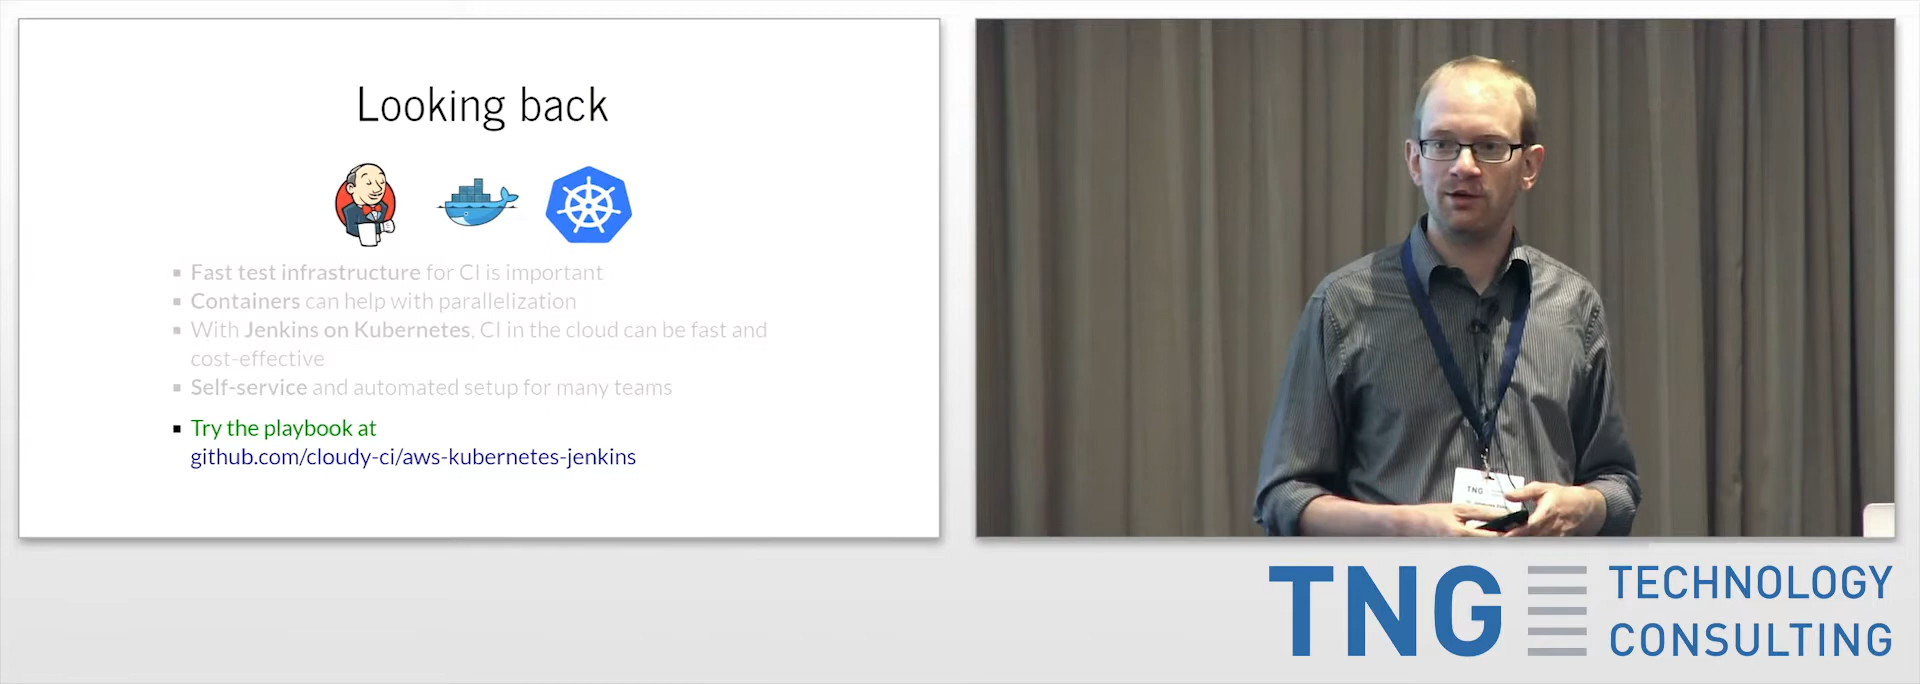 Looking back
Fast test infrastructure for CI is important
Containers can help with parallelization
With Jenkins on Kubernetes, CI in the cloud can be fast and
cost-effective
Self-service and automated setup for many teams
Try the playbook at
github.com/cloudy-ci/aws-kubernetes-jenkins
TNG
TNG
TECHNOLOGY
CONSULTING